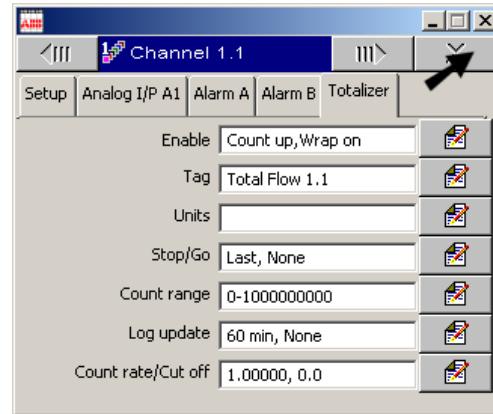 ABB
Channel 1.1
Setup Analog I/P A1 Alarm A Alarm B Totalizer
Enable Count up,Wrap on
Tag Total Flow 1.1
Units
Stop/Go Last, None
Count range 0-1000000000
Log update 60 min, None
Count rate/Cut off 1.00000, 0.0